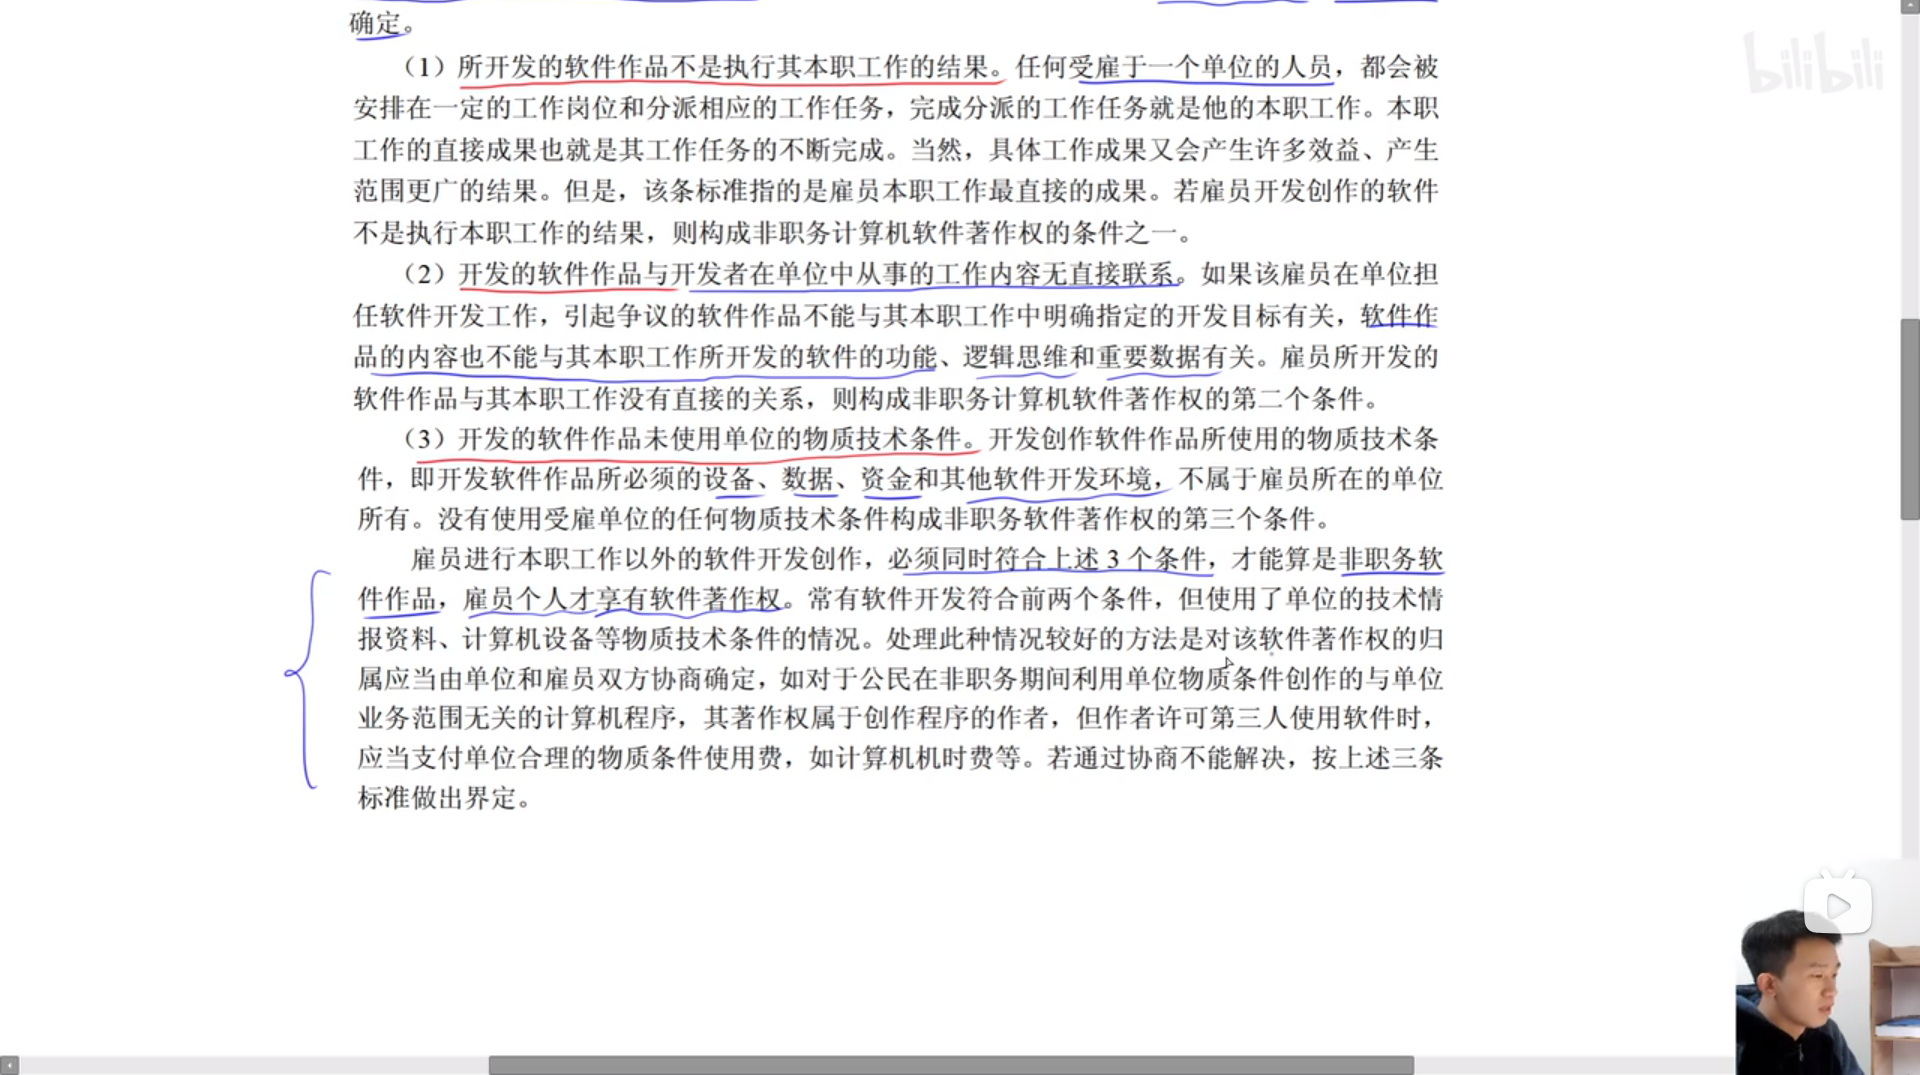 确定。
（1）所开发的软件作品不是执行其本职工作的结果。任何受雇于一个单位的人员，都会被
安排在一定的工作岗位和分派相应的工作任务，完成分派的工作任务就是他的本职工作。本职
工作的直接成果也就是其工作任务的不断完成。当然，具体工作成果又会产生许多效益、产生
范围更广的结果。但是，该条标准指的是雇员本职工作最直接的成果。若雇员开发创作的软件
不是执行本职工作的结果，则构成非职务计算机软件著作权的条件之一。
（2）开发的软件作品与开发者在单位中从事的工作内容无直接联系。如果该雇员在单位担
任软件开发工作，引起争议的软件作品不能与其本职工作中明确指定的开发目标有关，软件作
品的内容也不能与其本职工作所开发的软件的功能、逻辑思维和重要数据有关。雇员所开发的
软件作品与其本职工作没有直接的关系，则构成非职务计算机软件著作权的第二个条件。
（3）开发的软件作品未使用单位的物质技术条件。开发创作软件作品所使用的物质技术条
件，即开发软件作品所必须的设备、数据、资金和其他软件开发环境，不属于雇员所在的单位
所有。没有使用受雇单位的任何物质技术条件构成非职务软件著作权的第三个条件。
雇员进行本职工作以外的软件开发创作，必须同时符合上述 3 个条件，才能算是非职务软
件作品，雇员个人才享有软件著作权。常有软件开发符合前两个条件，但使用了单位的技术情
报资料、计算机设备等物质技术条件的情况。处理此种情况较好的方法是对该软件著作权的归
属应当由单位和雇员双方协商确定，如对于公民在非职务期间利用单位物质条件创作的与单位
业务范围无关的计算机程序，其著作权属于创作程序的作者，但作者许可第三人使用软件时，
应当支付单位合理的物质条件使用费，如计算机机时费等。若通过协商不能解决，按上述三条
标准做出界定。
bilibili